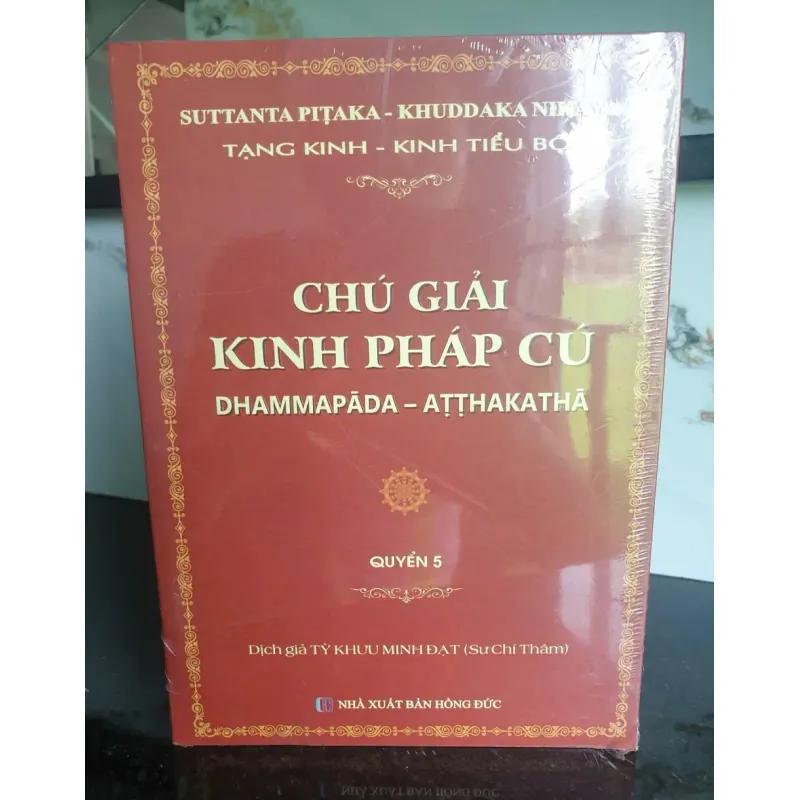 SUTTANTA PIṬAKA - KHUDDAKA
TẠNG KINH - KINH TIỂU BỘ
CHÚ GIẢI
KINH PHÁP CÚ
DHAMMAPĀDA – AṬṬHAKATHĀ
QUYỂN 5
Dịch giả TỲ KHƯU MINH ĐẠT (Sư Chí Thâm)
NHÀ XUẤT BẢN HỒNG ĐỨC